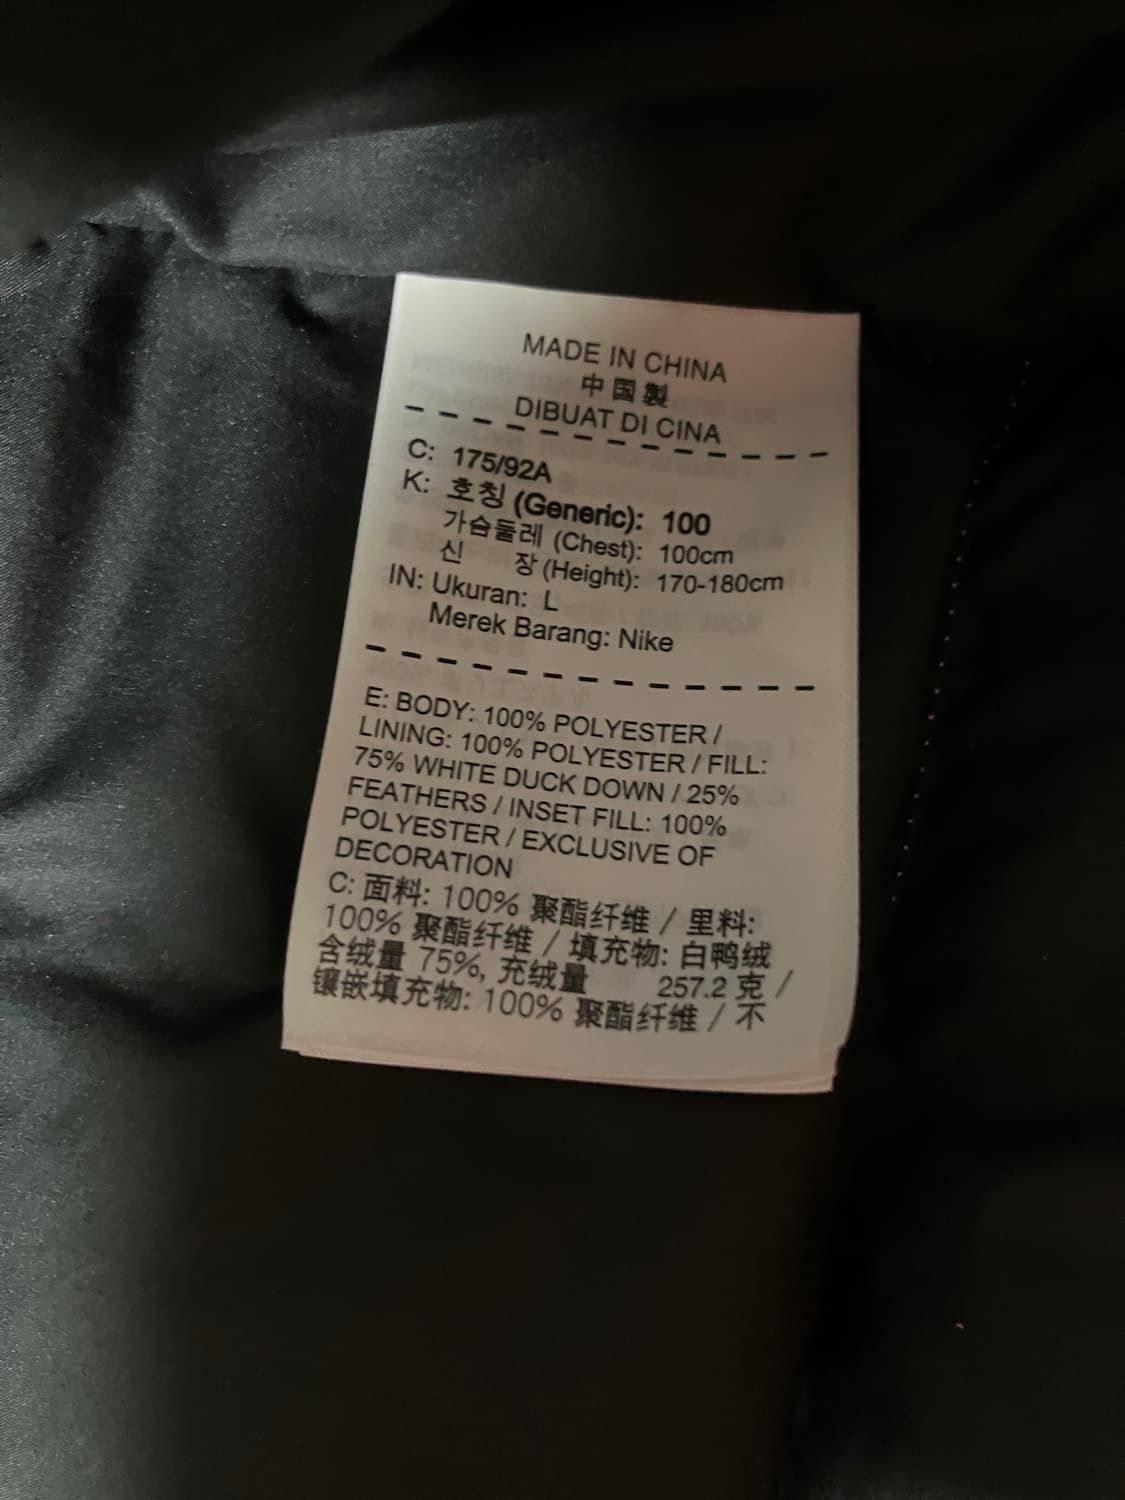 MADE IN CHINA
中国製
DIBUAT DI CINA
C: 175/92A
K: 호칭 (Generic): 100
가슴둘레 (Chest): 100cm
신 장 (Height): 170-180cm
IN: Ukuran: L
Merek Barang: Nike
E: BODY: 100% POLYESTER /
LINING: 100% POLYESTER / FILL:
75% WHITE DUCK DOWN / 25%
FEATHERS / INSET FILL: 100%
POLYESTER / EXCLUSIVE OF
DECORATION
C: 面料: 100% 聚酯纤维 / 里料:
100% 聚酯纤维 / 填充物: 白鸭绒
含绒量 75%, 充绒量 257.2 克 /
镶嵌填充物: 100% 聚酯纤维 / 不